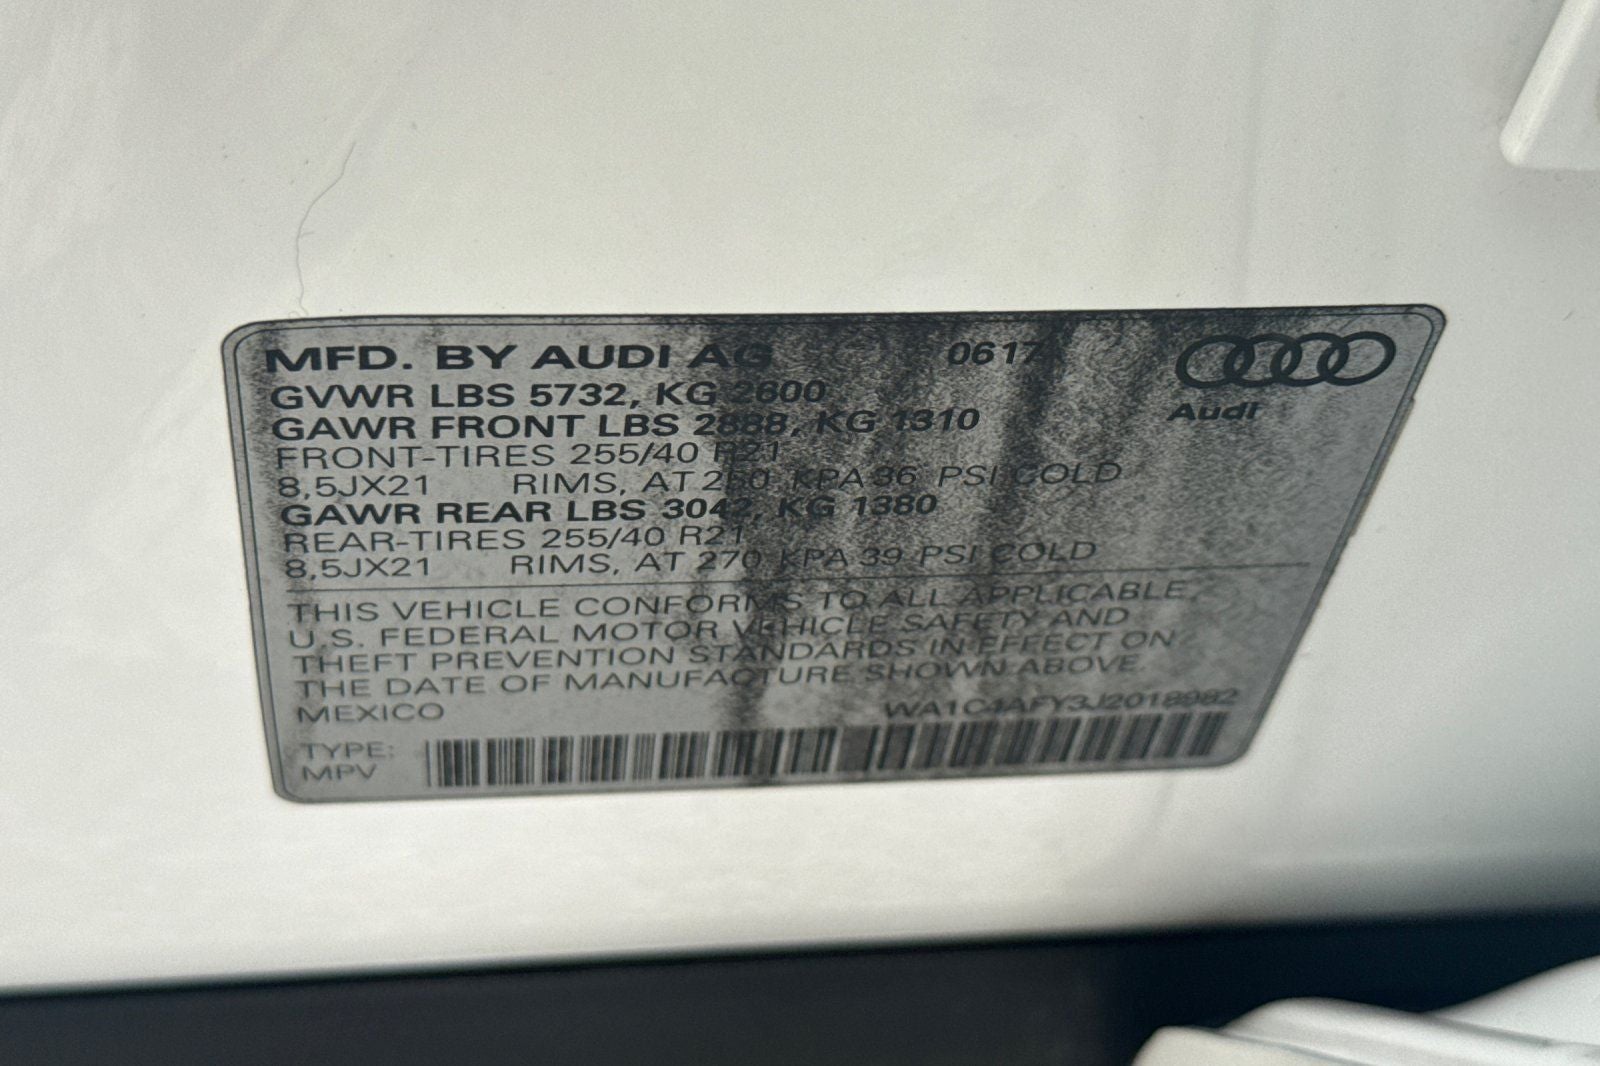 MFD. BY AUDI AG 0617
GVWR LBS 5732, KG 2600
Audi
GAWR FRONT LBS 2888, KG 1310
FRONT-TIRES 255/40 R21
8,5JX21 RIMS, AT 250 KPA 36 PSI COLD
GAWR REAR LBS 3042, KG 1380
REAR-TIRES 255/40 R21
8,5JX21 RIMS, AT 270 KPA 39 PSI COLD
THIS VEHICLE CONFORMS TO ALL APPLICABLE
U.S. FEDERAL MOTOR VEHICLE SAFETY AND
THEFT PREVENTION STANDARDS IN EFFECT ON
THE DATE OF MANUFACTURE SHOWN ABOVE.
MEXICO WA1C4AFY3J2018982
TYPE:
MPV